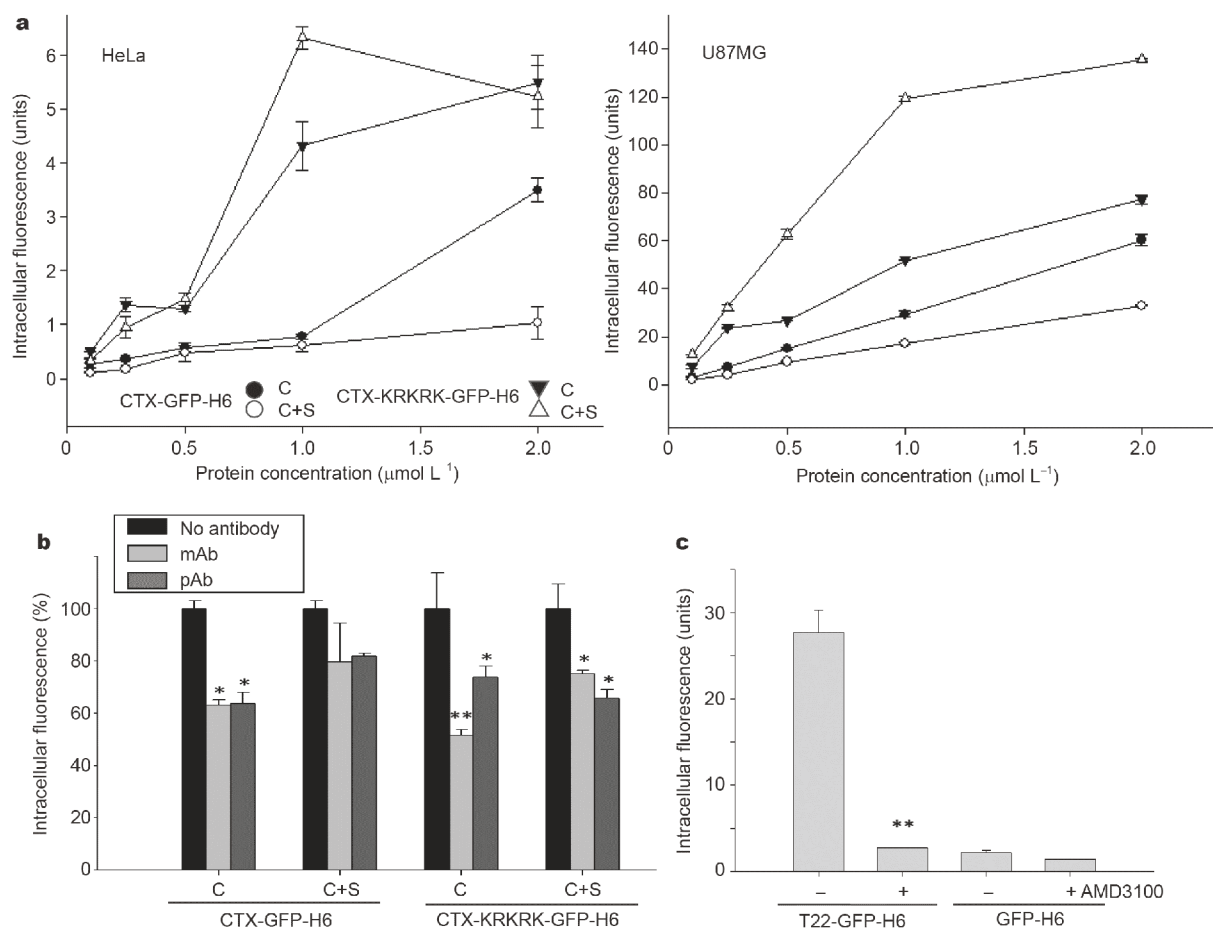 a
HeLa
Intracellular fluorescence (units)
6
5
4
3
2
1
0
CTX-GFP-H6
C
C+S
CTX-KRKRK-GFP-H6
C
C+S
0
0.5
1.0
1.5
2.0
Protein concentration (μmol L⁻¹)
U87MG
Intracellular fluorescence (units)
140
120
100
80
60
40
20
0
0
0.5
1.0
1.5
2.0
Protein concentration (μmol L⁻¹)
b
No antibody
mAb
pAb
Intracellular fluorescence (%)
100
80
60
40
20
0
* *
** *
* *
C
C+S
C
C+S
CTX-GFP-H6
CTX-KRKRK-GFP-H6
c
Intracellular fluorescence (units)
30
20
10
0
**
– + – + AMD3100
T22-GFP-H6
GFP-H6